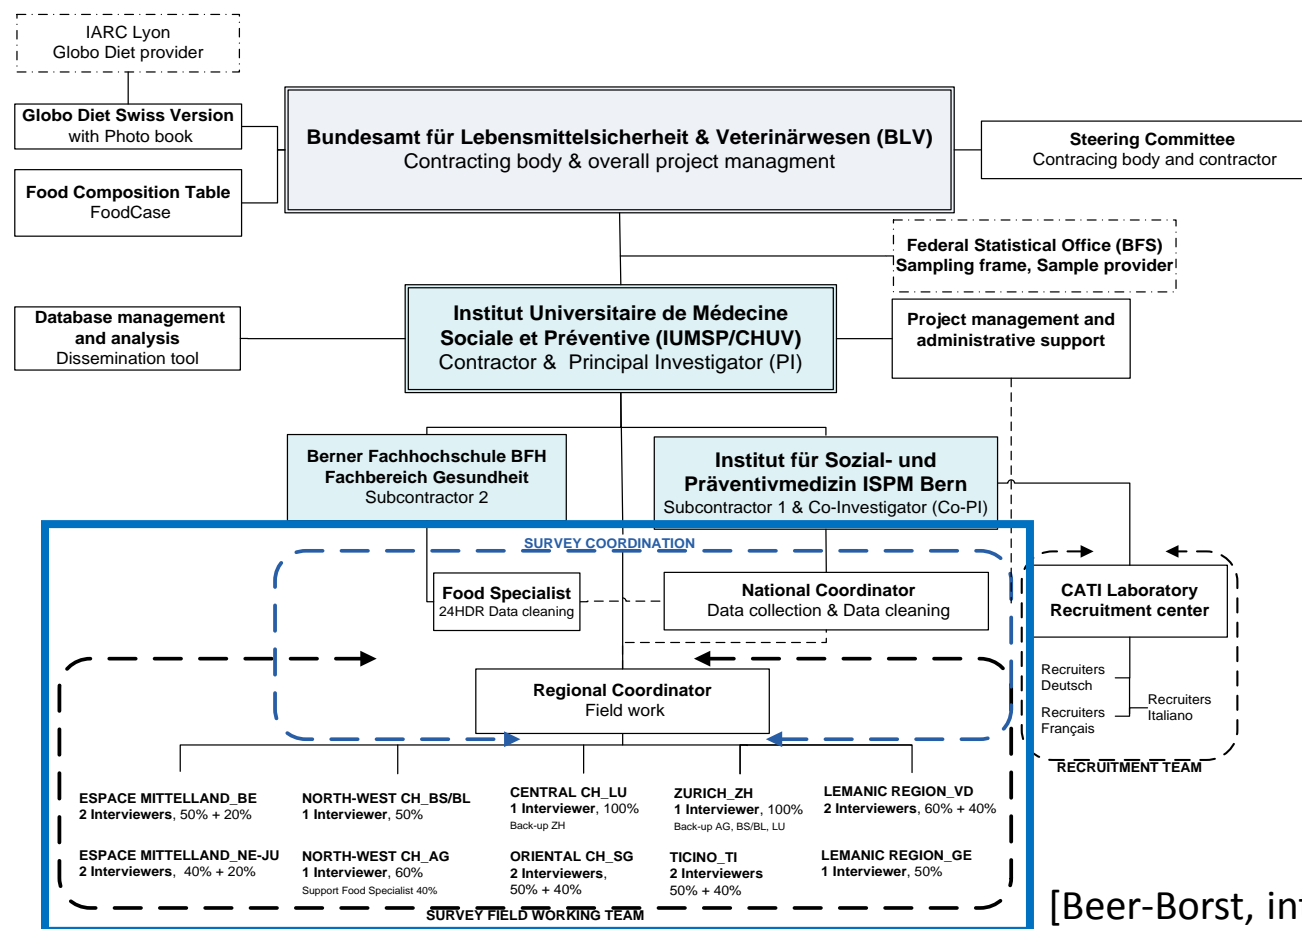 IARC Lyon
Globo Diet provider
Globo Diet Swiss Version
with Photo book
Food Composition Table
FoodCase
Bundesamt für Lebensmittelsicherheit & Veterinärwesen (BLV)
Contracting body & overall project managment
Steering Committee
Contracing body and contractor
Federal Statistical Office (BFS)
Sampling frame, Sample provider
Database management
and analysis
Dissemination tool
Institut Universitaire de Médecine
Sociale et Préventive (IUMSP/CHUV)
Contractor & Principal Investigator (PI)
Project management and
administrative support
Berner Fachhochschule BFH
Fachbereich Gesundheit
Subcontractor 2
Institut für Sozial- und
Präventivmedizin ISPM Bern
Subcontractor 1 & Co-Investigator (Co-PI)
SURVEY COORDINATION
Food Specialist
24HDR Data cleaning
National Coordinator
Data collection & Data cleaning
CATI Laboratory
Recruitment center
Recruiters
Deutsch
Recruiters
Français
Recruiters
Italiano
RECRUITMENT TEAM
Regional Coordinator
Field work
ESPACE MITTELLAND_BE
2 Interviewers, 50% + 20%
NORTH-WEST CH_BS/BL
1 Interviewer, 50%
CENTRAL CH_LU
1 Interviewer, 100%
Back-up ZH
ZURICH_ZH
1 Interviewer, 100%
Back-up AG, BS/BL, LU
LEMANIC REGION_VD
2 Interviewers, 60% + 40%
ESPACE MITTELLAND_NE-JU
2 Interviewers, 40% + 20%
NORTH-WEST CH_AG
1 Interviewer, 60%
Support Food Specialist 40%
ORIENTAL CH_SG
2 Interviewers,
50% + 40%
TICINO_TI
2 Interviewers
50% + 40%
LEMANIC REGION_GE
1 Interviewer, 50%
SURVEY FIELD WORKING TEAM
[Beer-Borst,